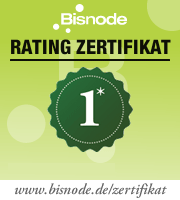 Bisnode
RATING ZERTIFIKAT
1*
www.bisnode.de/zertifikat